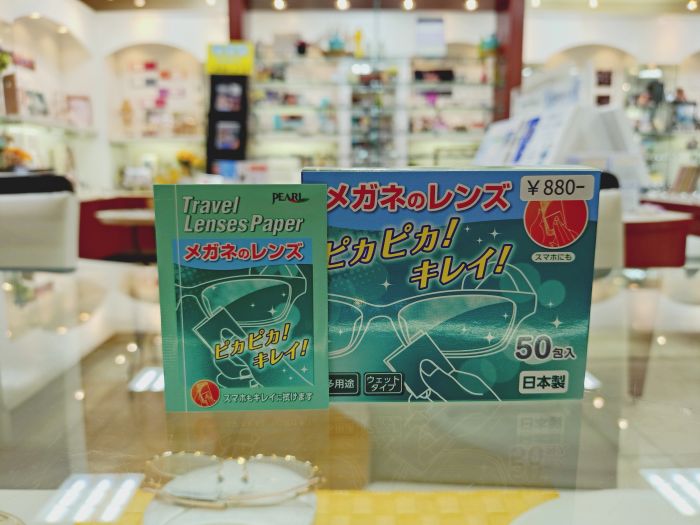 PEARL
Travel
Lenses Paper
メガネのレンズ
ピカピカ!
キレイ!
スマホもキレイに拭けます
メガネのレンズ
¥880-
ピカピカ!
キレイ!
スマホにも
50包入
多用途
ウェット
タイプ
日本製